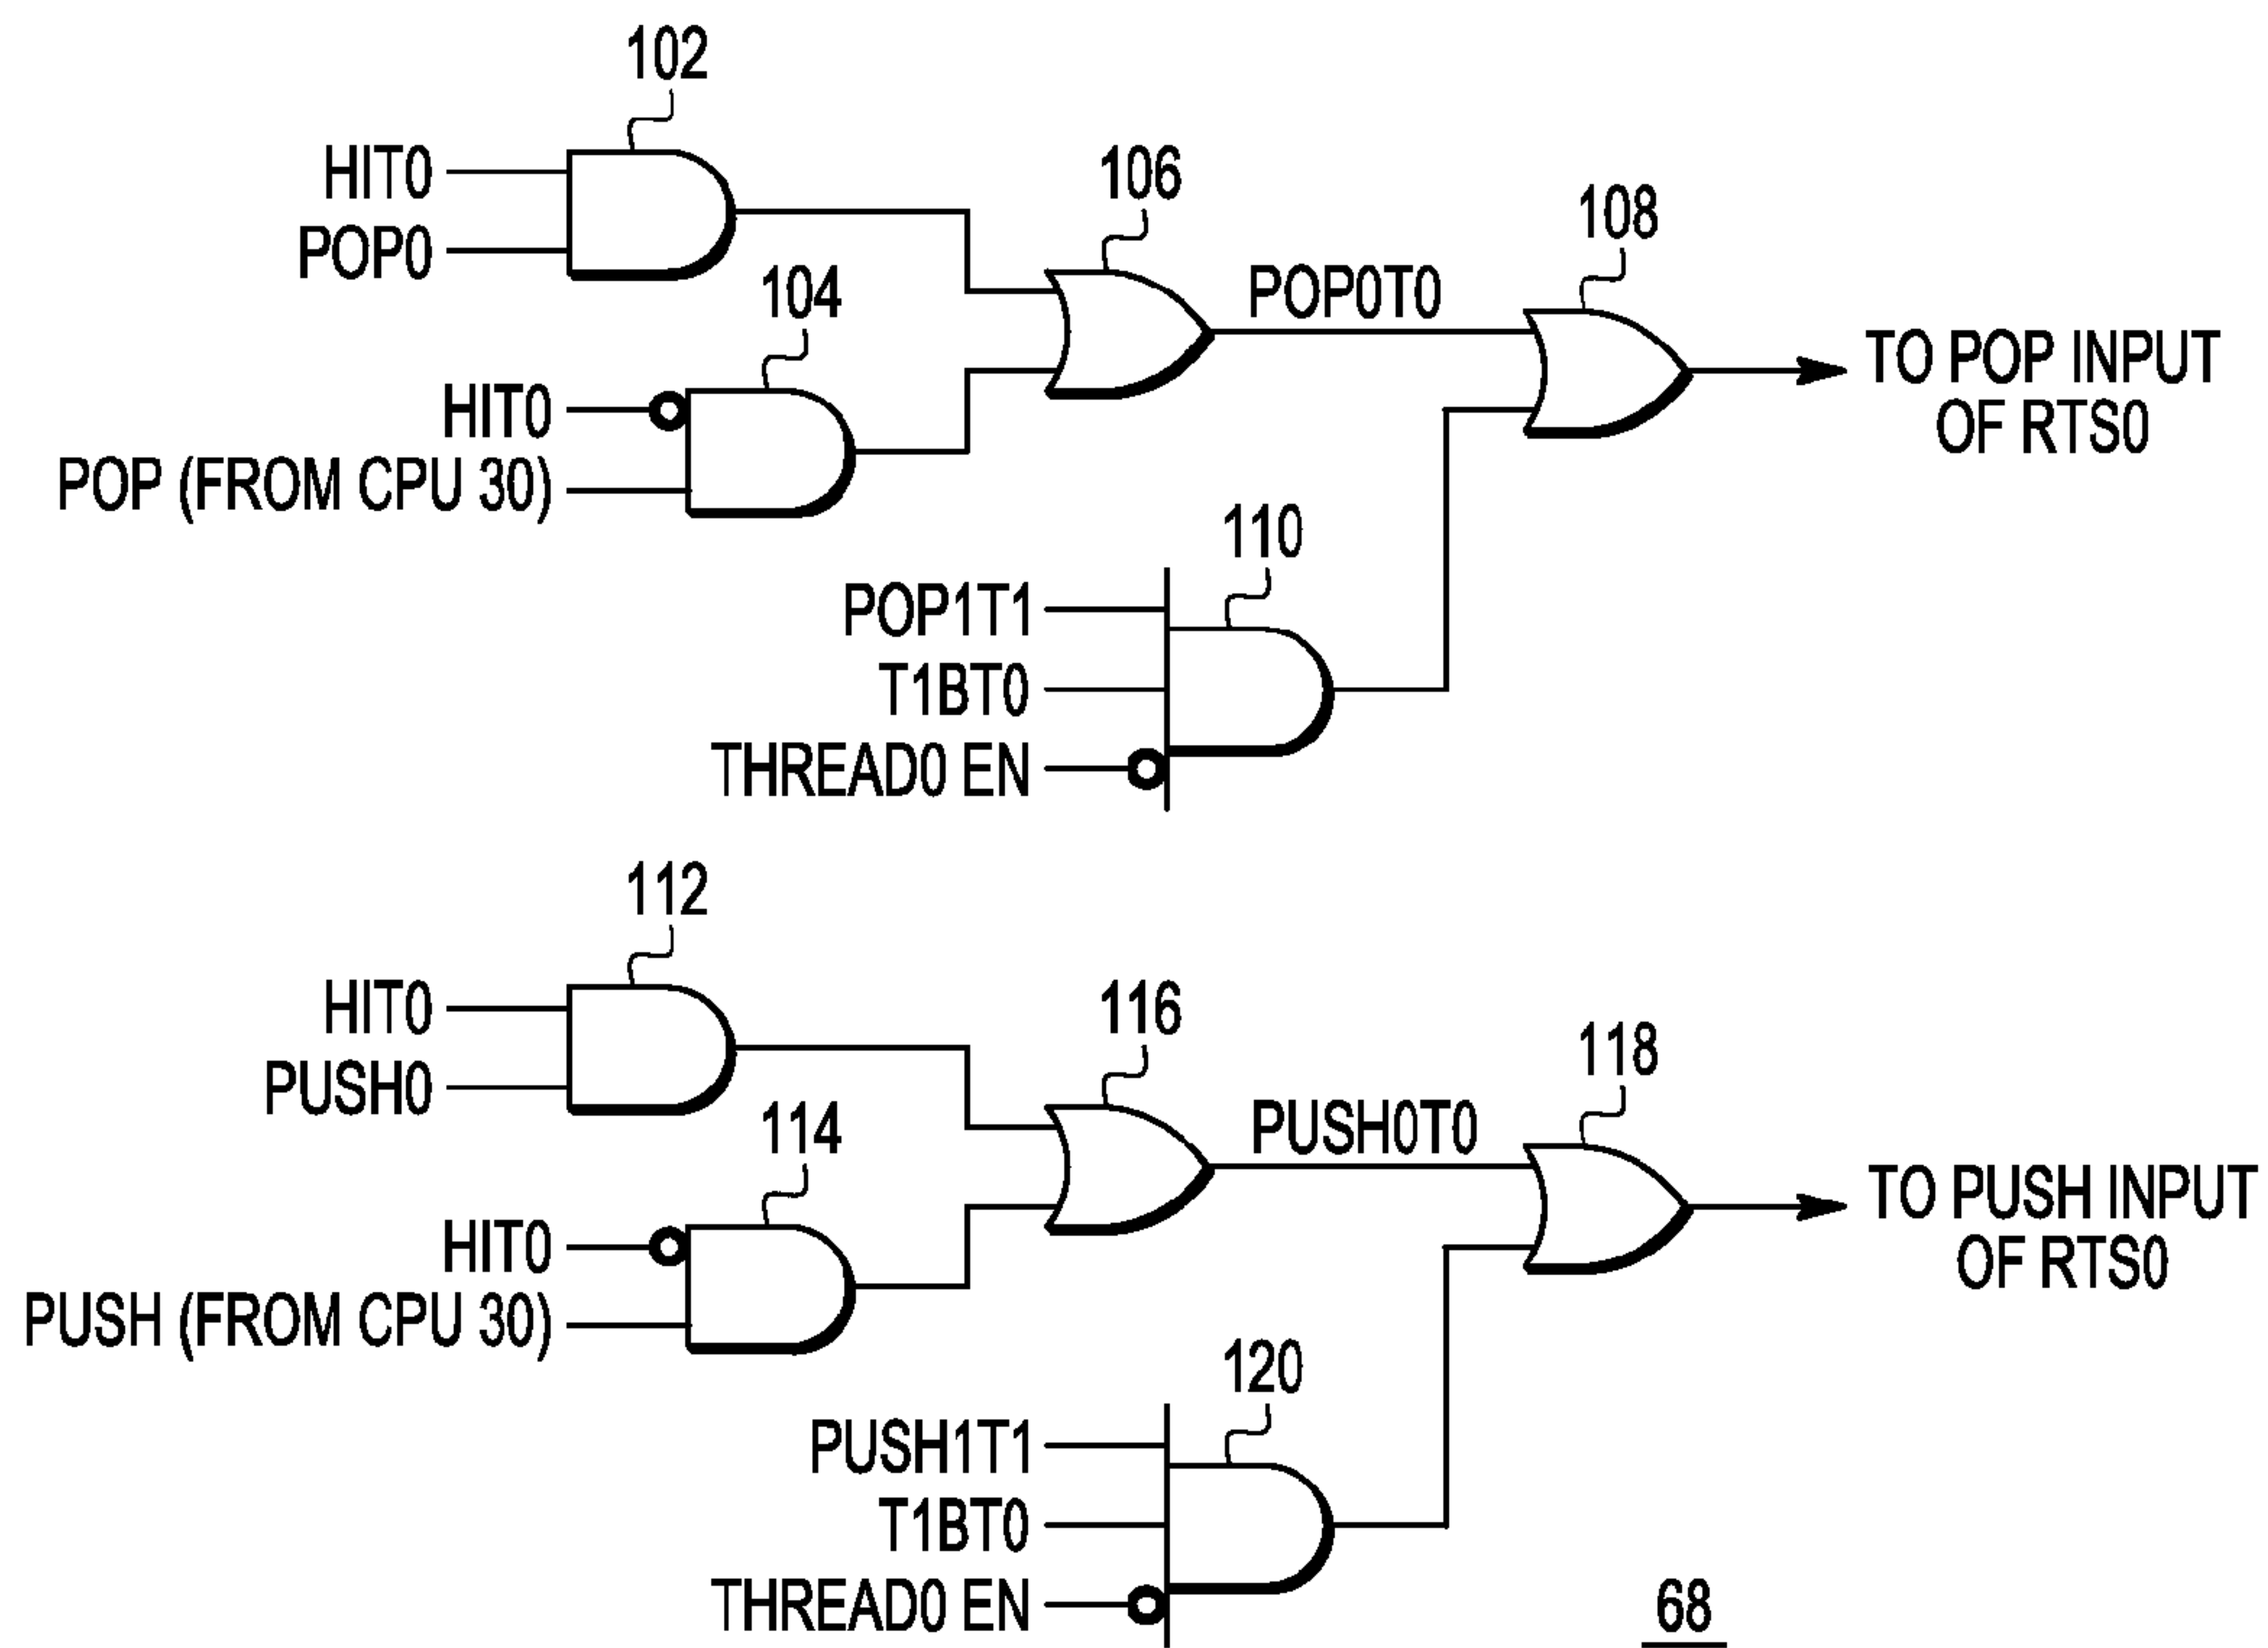 102
HIT0
POP0
106
108
104
POP0T0
TO POP INPUT
OF RTS0
HIT0
POP (FROM CPU 30)
110
POP1T1
T1BT0
THREAD0 EN
112
HIT0
PUSH0
116
118
114
PUSH0T0
TO PUSH INPUT
OF RTS0
HIT0
PUSH (FROM CPU 30)
120
PUSH1T1
T1BT0
THREAD0 EN
68